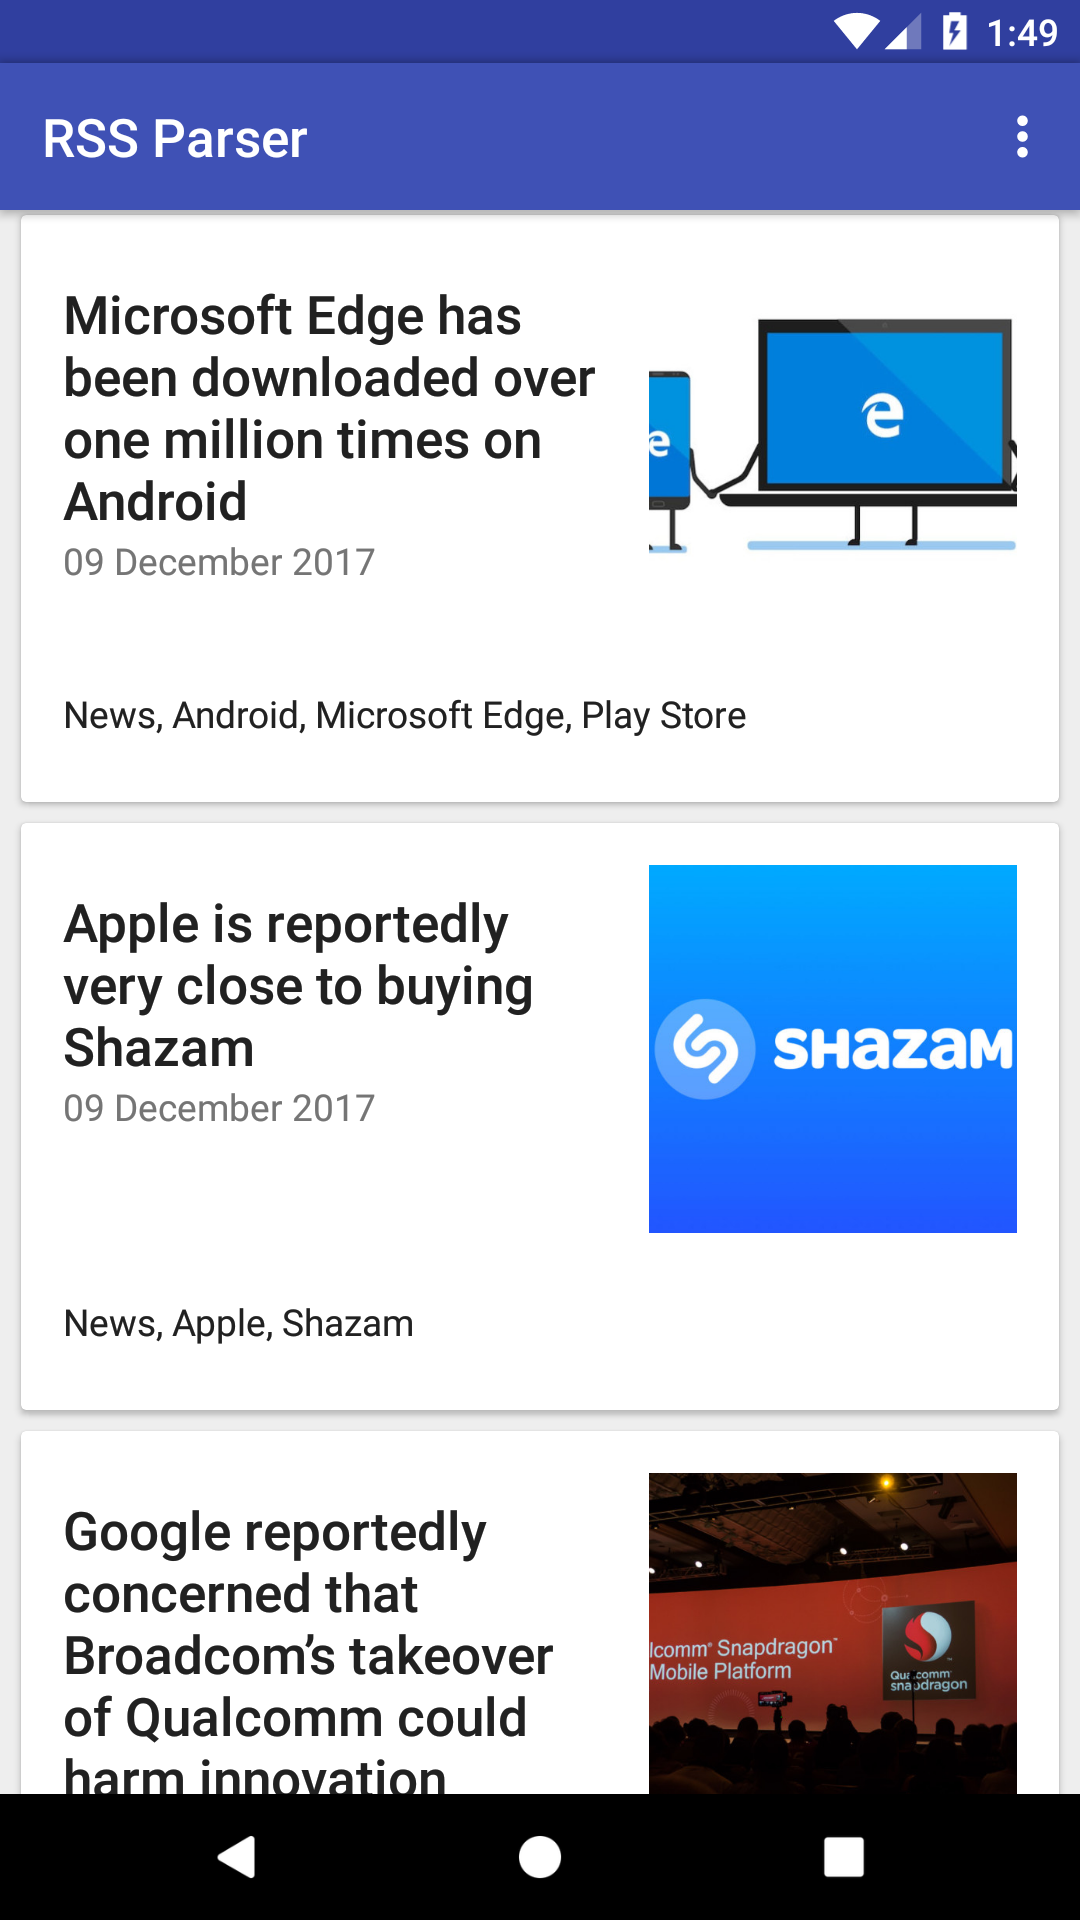 1:49
RSS Parser
Microsoft Edge has
been downloaded over
one million times on
Android
09 December 2017
News, Android, Microsoft Edge, Play Store
Apple is reportedly
very close to buying
Shazam
09 December 2017
SHAZAM
News, Apple, Shazam
Google reportedly
concerned that
Broadcom’s takeover
of Qualcomm could
harm innovation
lcomm® Snapdragon™
Mobile Platform
Qualcomm
snapdragon